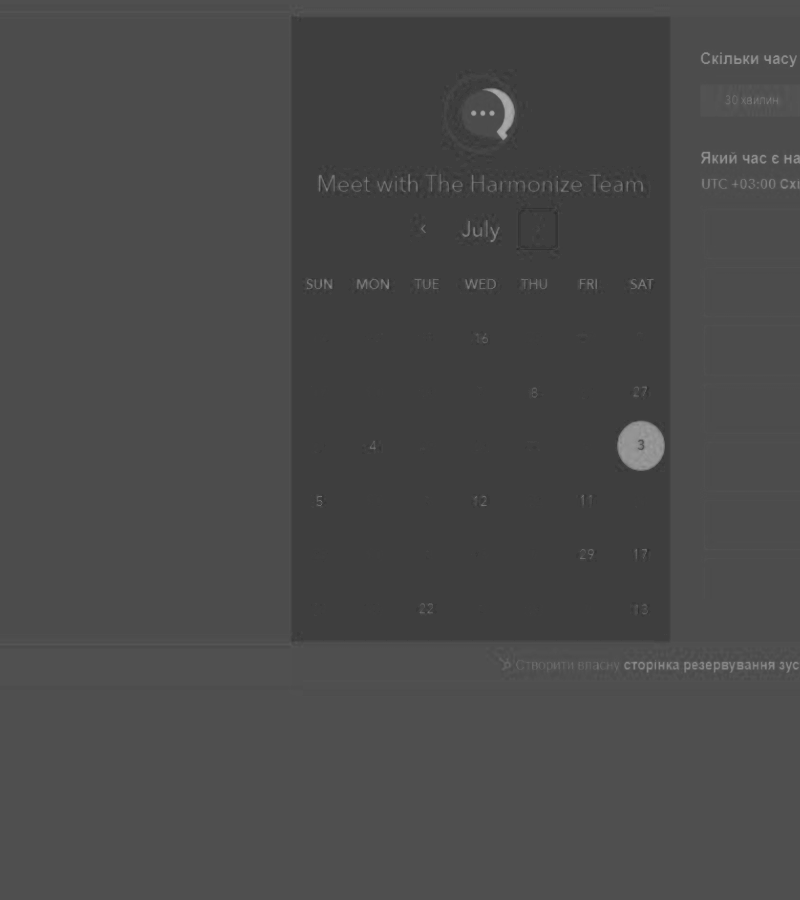 Скільки часу
30 хвилин
Meet with The Harmonize Team
Який час є на
UTC +03:00 Схі
‹ July
SUN MON TUE WED THU FRI SAT
16
8 27
4 3
5 12 11
29 17
22 13
Створити власну сторінка резервування зус